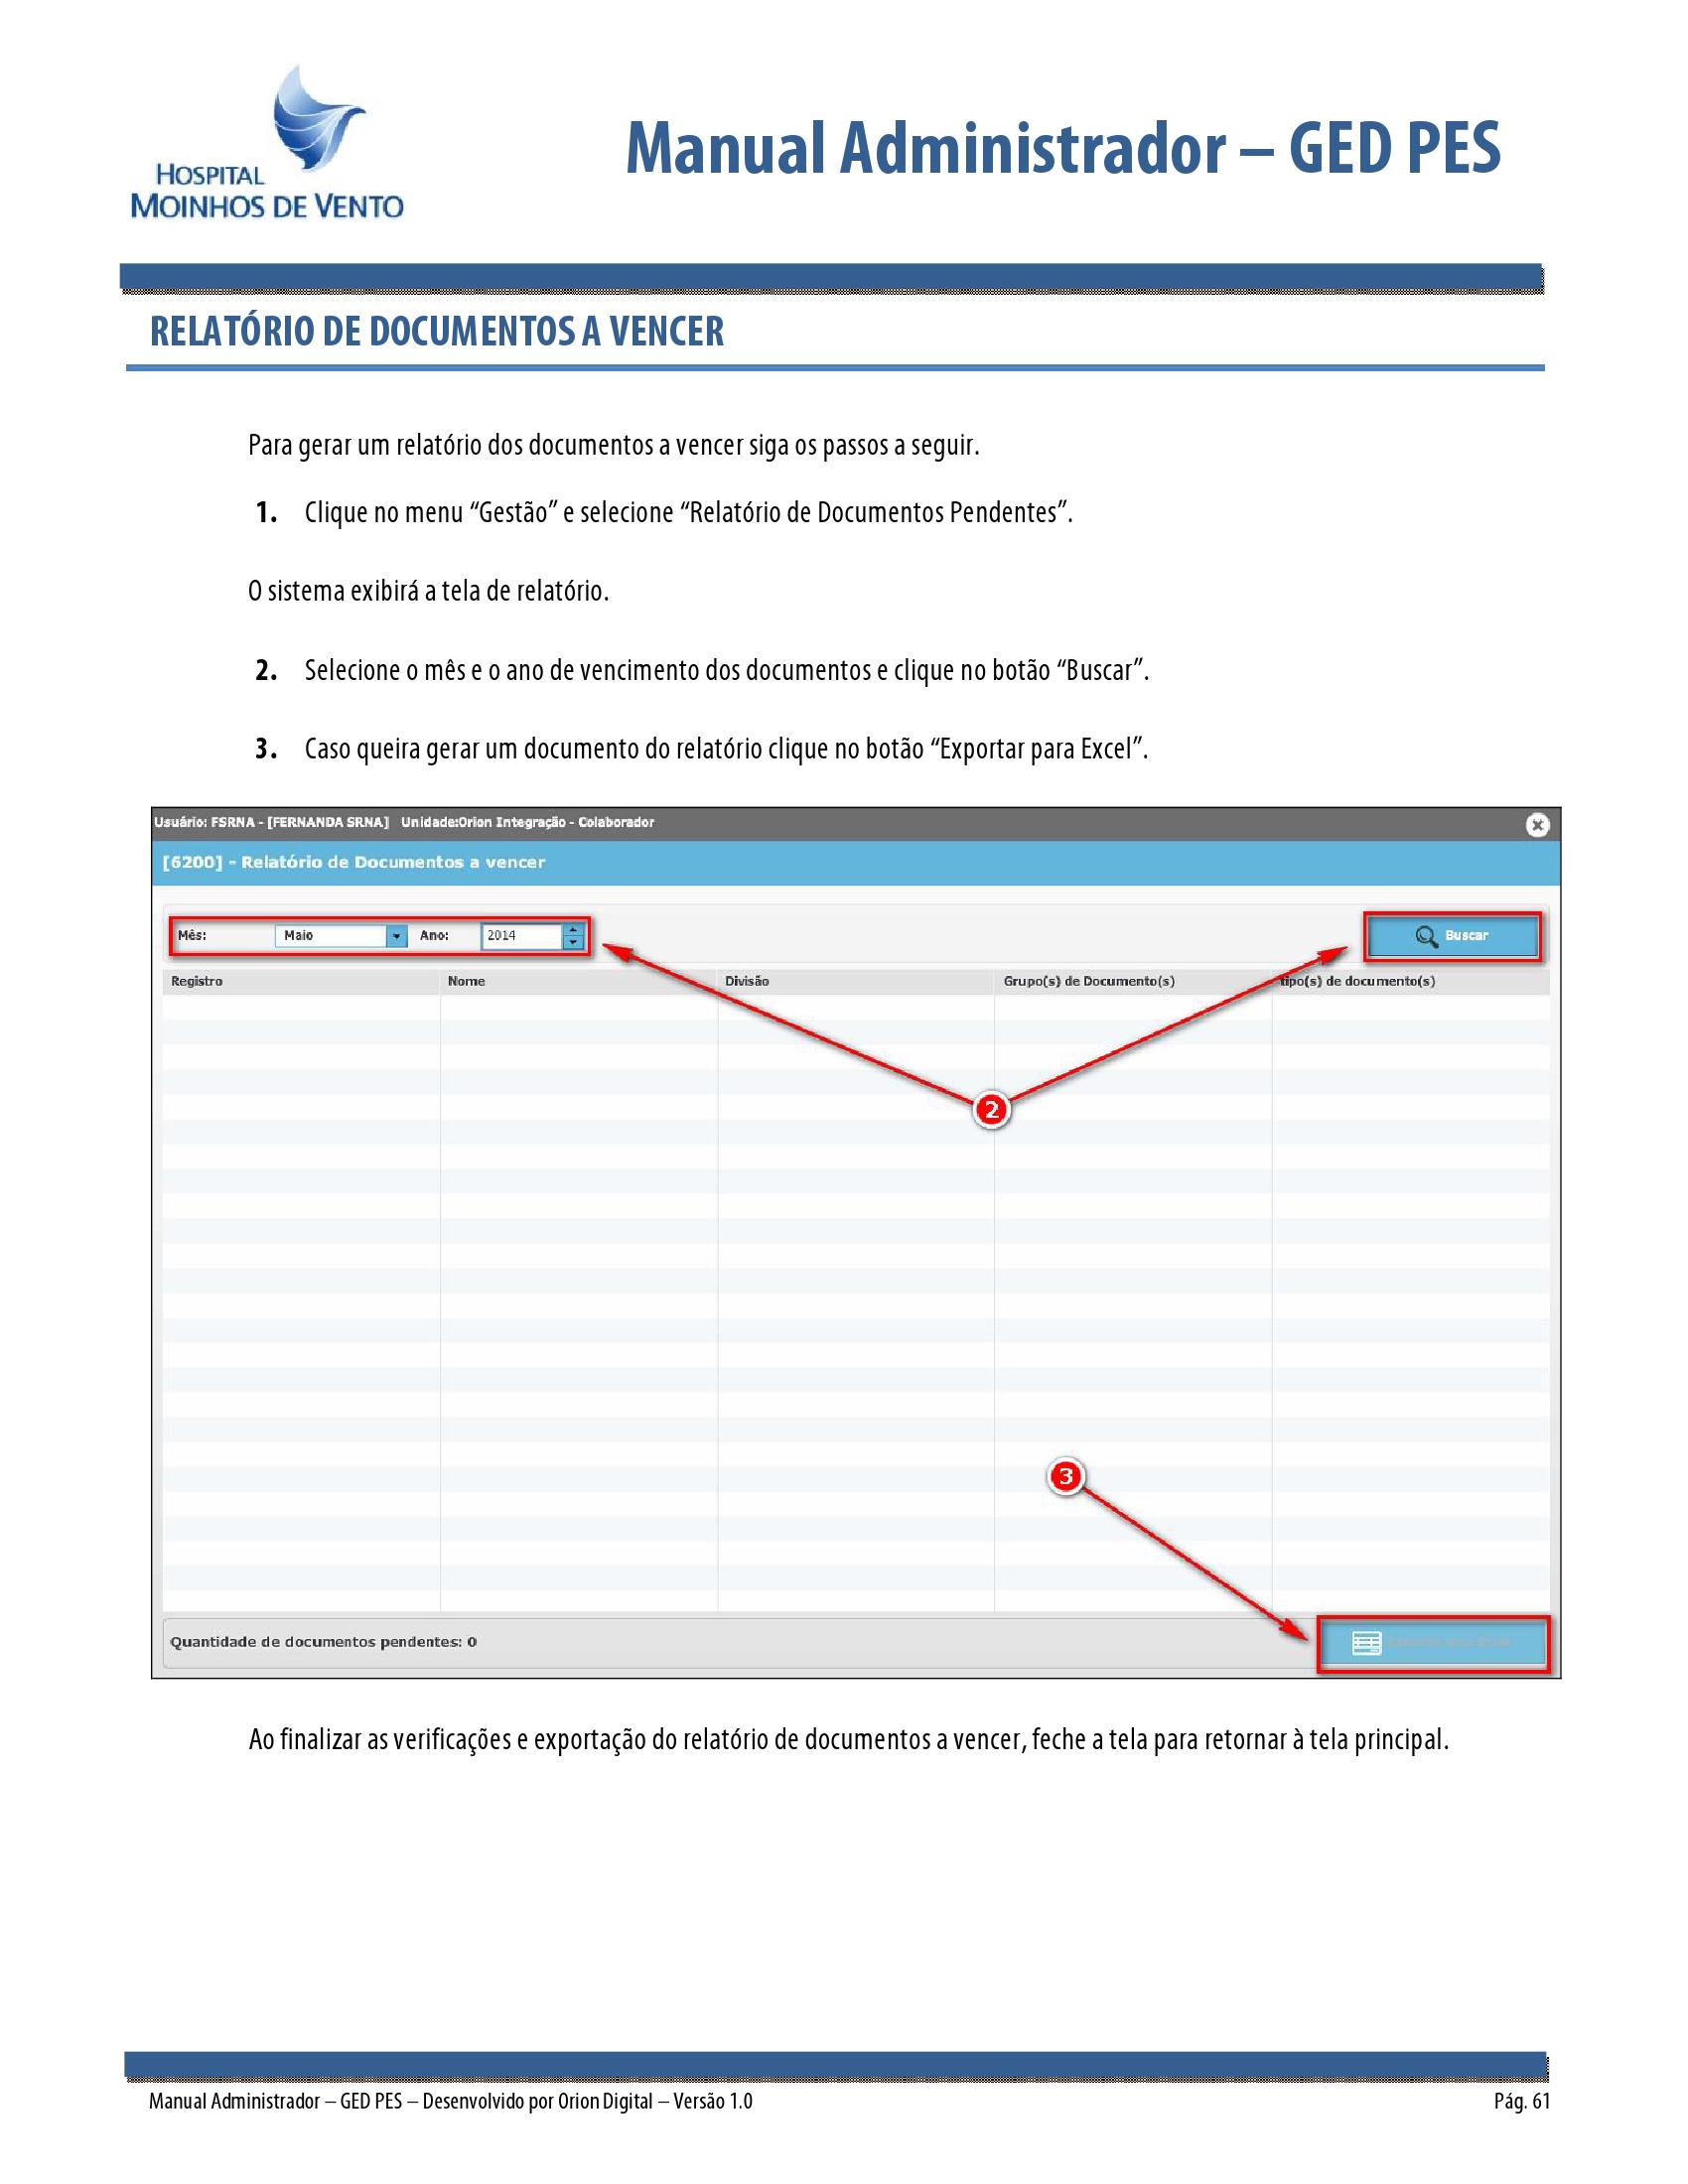 HOSPITAL
MOINHOS DE VENTO
Manual Administrador – GED PES
RELATÓRIO DE DOCUMENTOS A VENCER
Para gerar um relatório dos documentos a vencer siga os passos a seguir.
1. Clique no menu “Gestão” e selecione “Relatório de Documentos Pendentes”.
O sistema exibirá a tela de relatório.
2. Selecione o mês e o ano de vencimento dos documentos e clique no botão “Buscar”.
3. Caso queira gerar um documento do relatório clique no botão “Exportar para Excel”.
Usuário: FSRNA - [FERNANDA SRNA] Unidade:Orion Integração - Colaborador
[6200] - Relatório de Documentos a vencer
Mês: Maio Ano: 2014 Buscar
Registro Nome Divisão Grupo(s) de Documento(s) tipo(s) de documento(s)
2
3
Quantidade de documentos pendentes: 0
Ao finalizar as verificações e exportação do relatório de documentos a vencer, feche a tela para retornar à tela principal.
Manual Administrador – GED PES – Desenvolvido por Orion Digital – Versão 1.0 Pág. 61